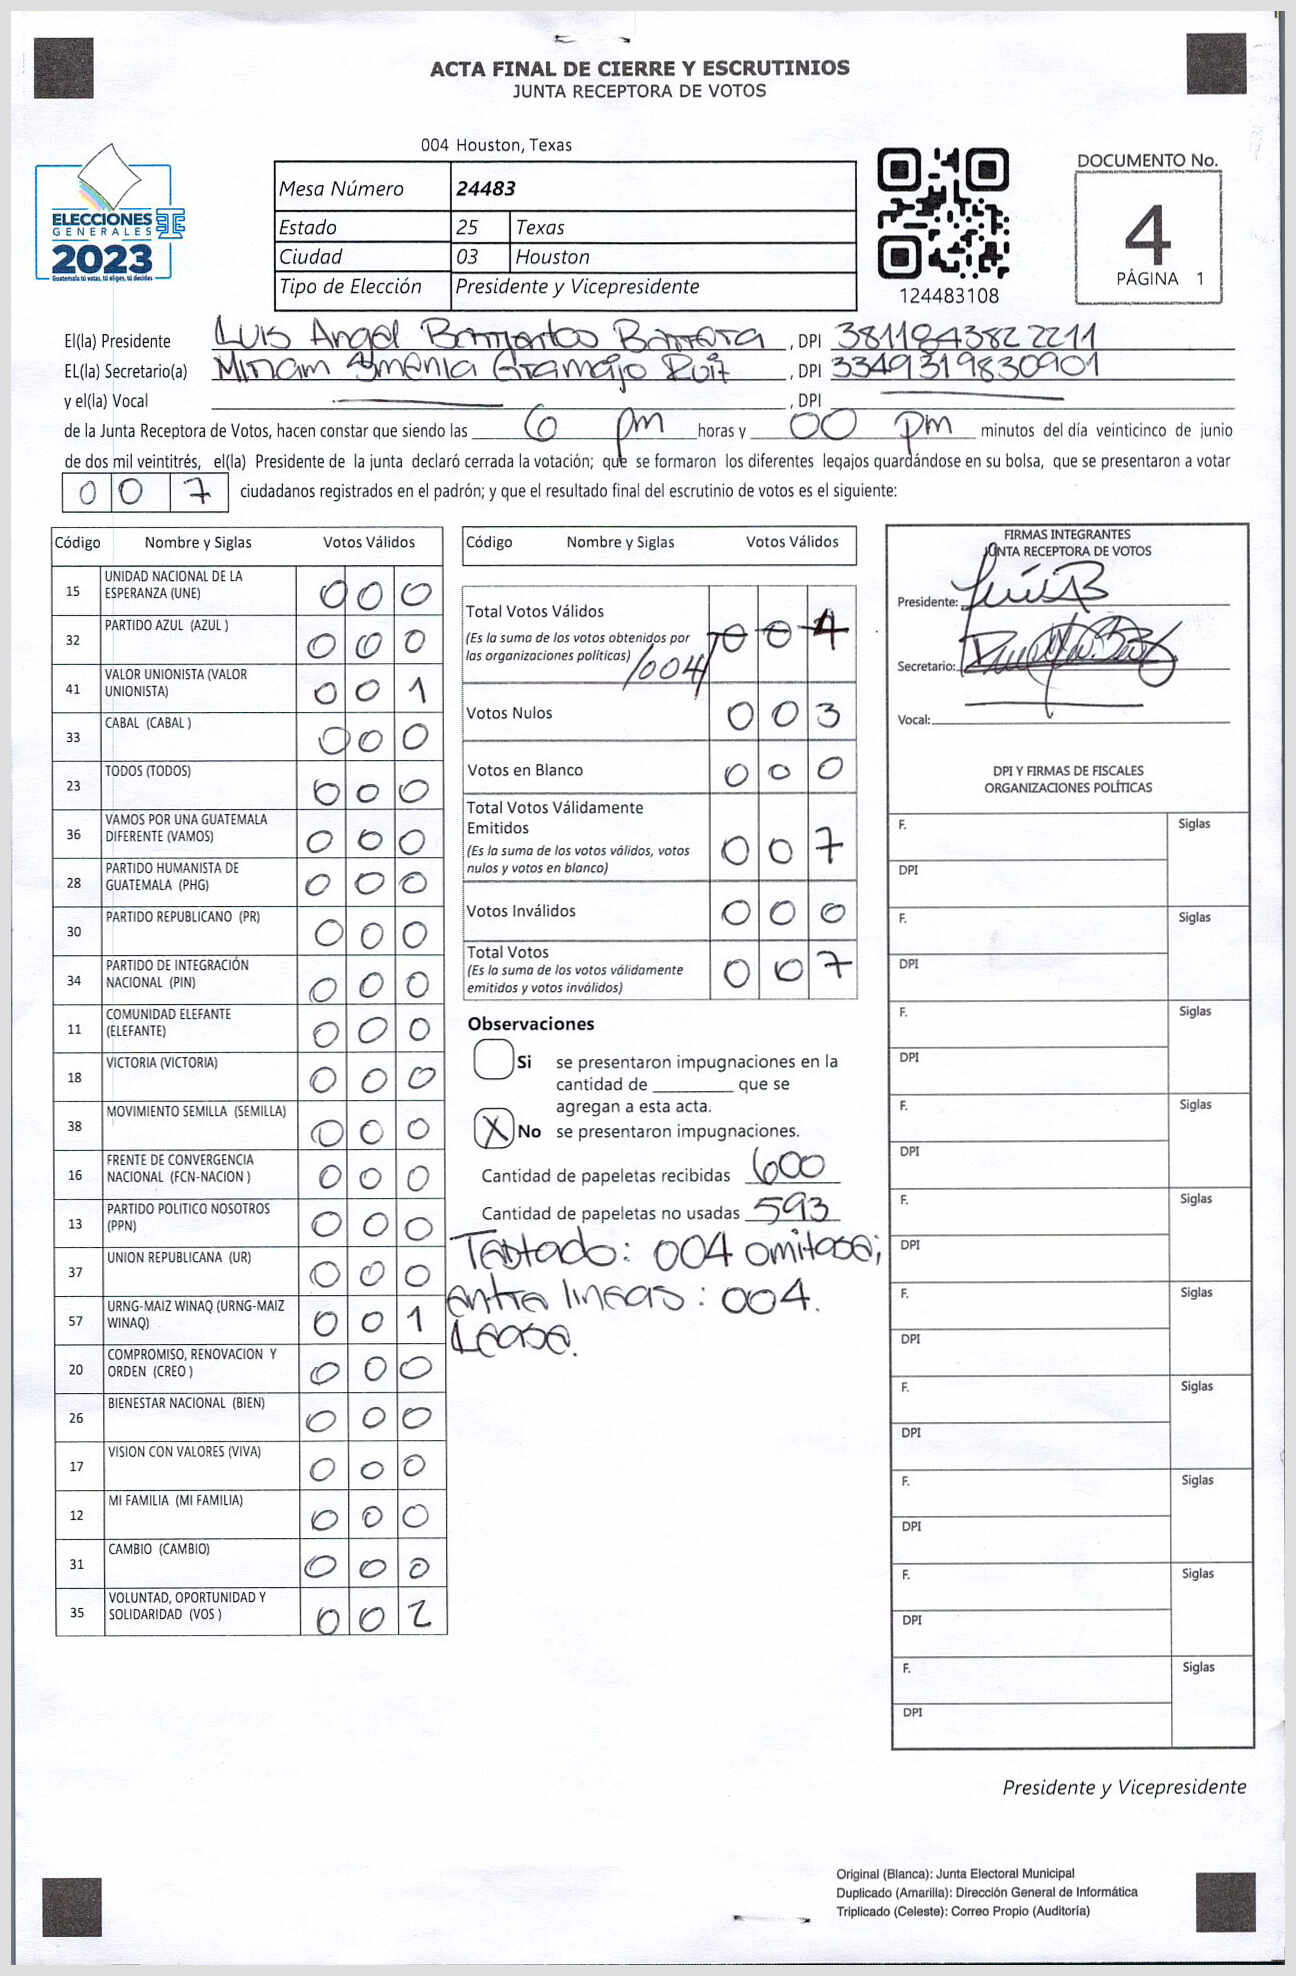 ACTA FINAL DE CIERRE Y ESCRUTINIOS
JUNTA RECEPTORA DE VOTOS
004 Houston, Texas
ELECCIONES
GENERALES
2023
Guatemala tú votas, tú eliges, tú decides
Mesa Número 24483
Estado 25 Texas
Ciudad 03 Houston
Tipo de Elección Presidente y Vicepresidente
124483108
DOCUMENTO No.
4
PÁGINA 1
El(la) Presidente Luis Angel Barrientos Barrera, DPI 3811843822211
EL(la) Secretario(a) Miriam Ymenia Gramajo Ruiz, DPI 3349319830901
y el(la) Vocal , DPI
de la Junta Receptora de Votos, hacen constar que siendo las 6 pm horas y 00 pm minutos del día veinticinco de junio
de dos mil veintitrés, el(la) Presidente de la junta declaró cerrada la votación; que se formaron los diferentes legajos guardándose en su bolsa, que se presentaron a votar
0 0 7 ciudadanos registrados en el padrón; y que el resultado final del escrutinio de votos es el siguiente:
Código Nombre y Siglas Votos Válidos
15 UNIDAD NACIONAL DE LA ESPERANZA (UNE) 0 0 0
32 PARTIDO AZUL (AZUL ) 0 0 0
41 VALOR UNIONISTA (VALOR UNIONISTA) 0 0 1
33 CABAL (CABAL ) 0 0 0
23 TODOS (TODOS) 0 0 0
36 VAMOS POR UNA GUATEMALA DIFERENTE (VAMOS) 0 0 0
28 PARTIDO HUMANISTA DE GUATEMALA (PHG) 0 0 0
30 PARTIDO REPUBLICANO (PR) 0 0 0
34 PARTIDO DE INTEGRACIÓN NACIONAL (PIN) 0 0 0
11 COMUNIDAD ELEFANTE (ELEFANTE) 0 0 0
18 VICTORIA (VICTORIA) 0 0 0
38 MOVIMIENTO SEMILLA (SEMILLA) 0 0 0
16 FRENTE DE CONVERGENCIA NACIONAL (FCN-NACION ) 0 0 0
13 PARTIDO POLITICO NOSOTROS (PPN) 0 0 0
37 UNION REPUBLICANA (UR) 0 0 0
57 URNG-MAIZ WINAQ (URNG-MAIZ WINAQ) 0 0 1
20 COMPROMISO, RENOVACION Y ORDEN (CREO ) 0 0 0
26 BIENESTAR NACIONAL (BIEN) 0 0 0
17 VISION CON VALORES (VIVA) 0 0 0
12 MI FAMILIA (MI FAMILIA) 0 0 0
31 CAMBIO (CAMBIO) 0 0 0
35 VOLUNTAD, OPORTUNIDAD Y SOLIDARIDAD (VOS ) 0 0 2
Código Nombre y Siglas Votos Válidos
Total Votos Válidos 0 0 4
(Es la suma de los votos obtenidos por
las organizaciones políticas) /004/
Votos Nulos 0 0 3
Votos en Blanco 0 0 0
Total Votos Válidamente
Emitidos 0 0 7
(Es la suma de los votos válidos, votos
nulos y votos en blanco)
Votos Inválidos 0 0 0
Total Votos 0 0 7
(Es la suma de los votos válidamente
emitidos y votos inválidos)
Observaciones
Si se presentaron impugnaciones en la
cantidad de ________ que se
agregan a esta acta.
X No se presentaron impugnaciones.
Cantidad de papeletas recibidas 600
Cantidad de papeletas no usadas 593
Testado: 004 omitase;
entre lineas: 004.
Lease.
FIRMAS INTEGRANTES
JUNTA RECEPTORA DE VOTOS
Presidente: LuisB
Secretario:
Vocal:
DPI Y FIRMAS DE FISCALES
ORGANIZACIONES POLÍTICAS
F. Siglas
DPI
F. Siglas
DPI
F. Siglas
DPI
F. Siglas
DPI
F. Siglas
DPI
F. Siglas
DPI
F. Siglas
DPI
F. Siglas
DPI
F. Siglas
DPI
F. Siglas
DPI
Presidente y Vicepresidente
Original (Blanca): Junta Electoral Municipal
Duplicado (Amarilla): Dirección General de Informática
Triplicado (Celeste): Correo Propio (Auditoría)